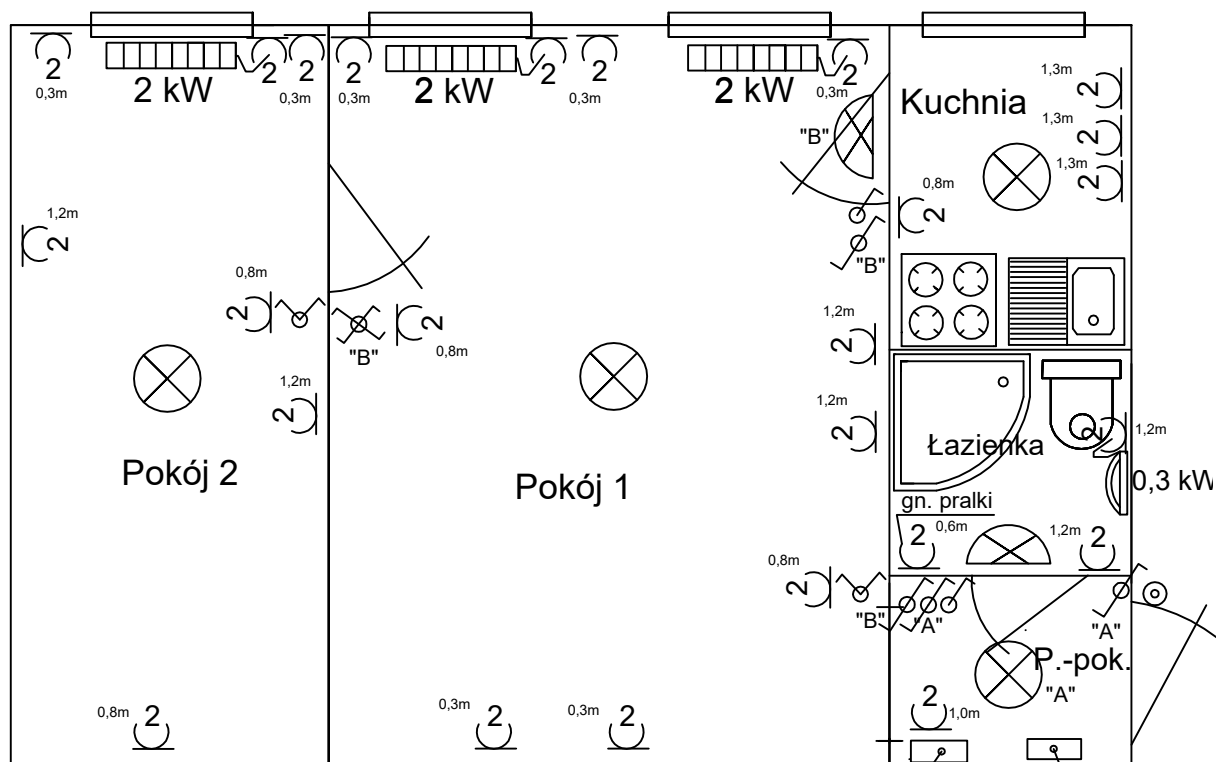 2
2
2
2
2
2
2
2
0,3m
2 kW
0,3m
0,3m
2 kW
0,3m
2 kW
0,3m
Kuchnia
1,3m
2
1,3m
2
1,3m
2
"B"
0,8m
2
1,2m
2
"B"
0,8m
2
"B"
2
0,8m
1,2m
2
1,2m
2
1,2m
2
Łazienka
2
1,2m
0,3 kW
Pokój 2
Pokój 1
gn. pralki
2
0,6m
1,2m
2
0,8m
2
"B"
"A"
"A"
P.-pok.
"A"
2
1,0m
0,8m
2
0,3m
2
0,3m
2